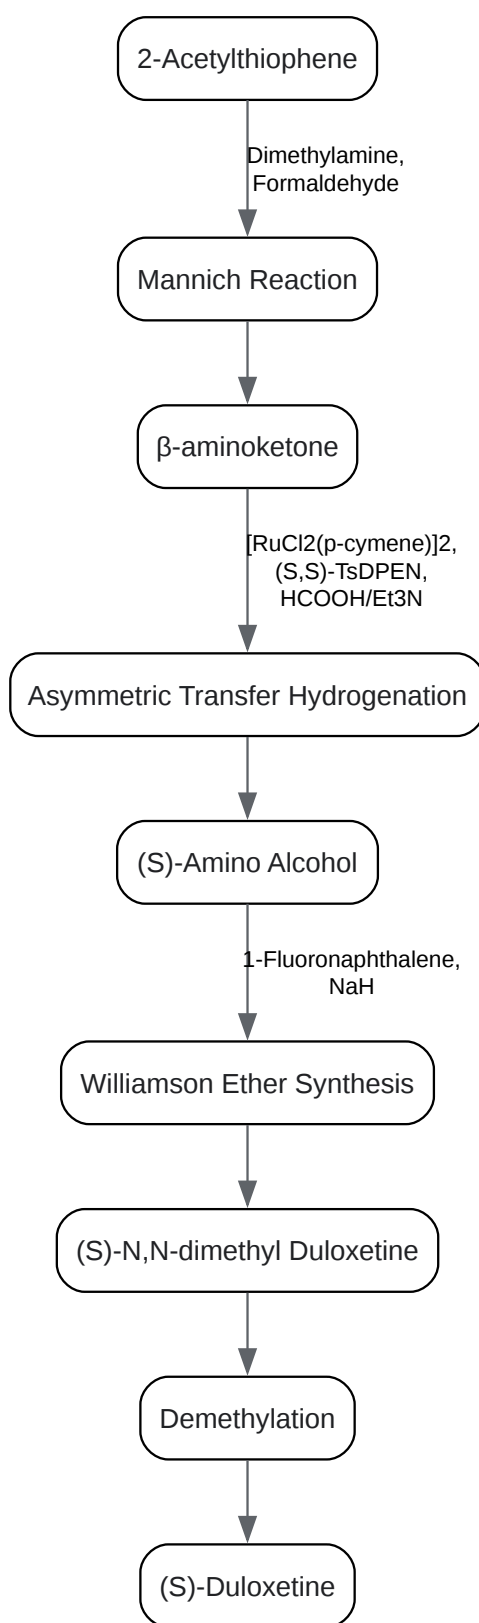 2-Acetylthiophene
Dimethylamine,
Formaldehyde
Mannich Reaction
β-aminoketone
[RuCl2(p-cymene)]2,
(S,S)-TsDPEN,
HCOOH/Et3N
Asymmetric Transfer Hydrogenation
(S)-Amino Alcohol
1-Fluoronaphthalene,
NaH
Williamson Ether Synthesis
(S)-N,N-dimethyl Duloxetine
Demethylation
(S)-Duloxetine